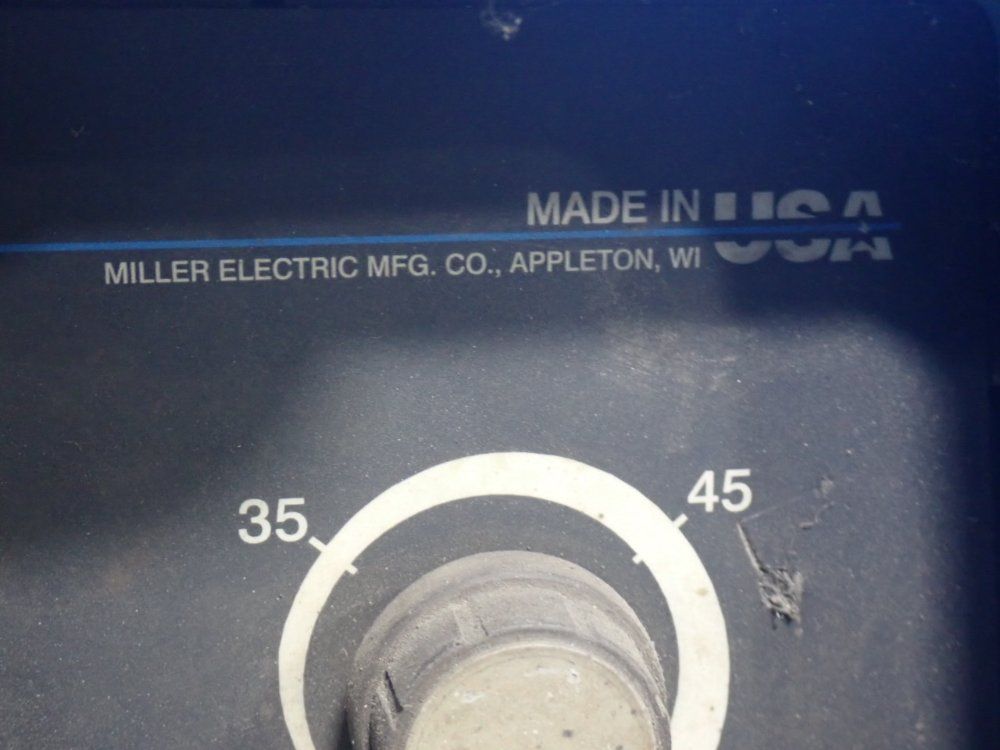 MADE IN USA
MILLER ELECTRIC MFG. CO., APPLETON, WI
35
45